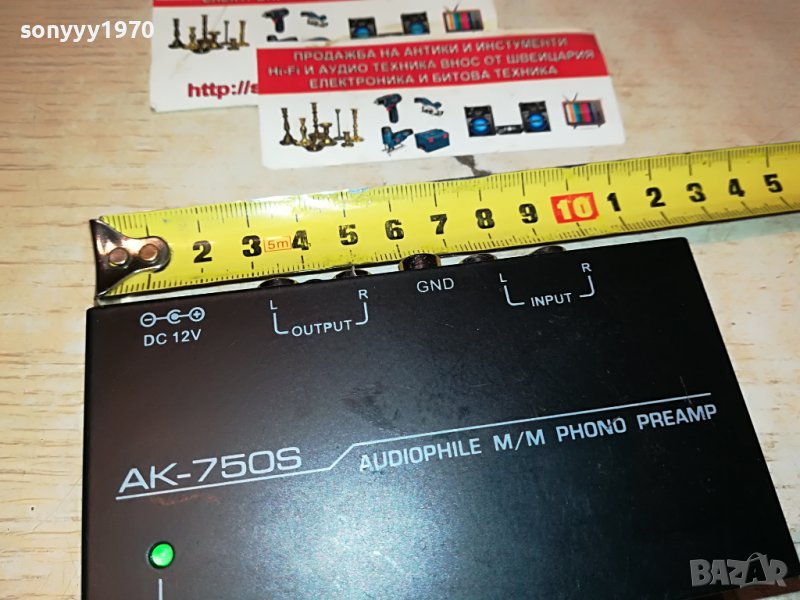 sonyyy1970
http://s
ПРОДАЖБА НА АНТИКИ И ИНСТУМЕНТИ
Hi-Fi И АУДИО ТЕХНИКА ВНОС ОТ ШВЕЙЦАРИЯ
ЕЛЕКТРОНИКА И БИТОВА ТЕХНИКА
2 3 5m 4 5 6 7 8 9 10 1 2 3 4 5
L R GND L R
OUTPUT INPUT
DC 12V
AK-750S AUDIOPHILE M/M PHONO PREAMP
BAZAR